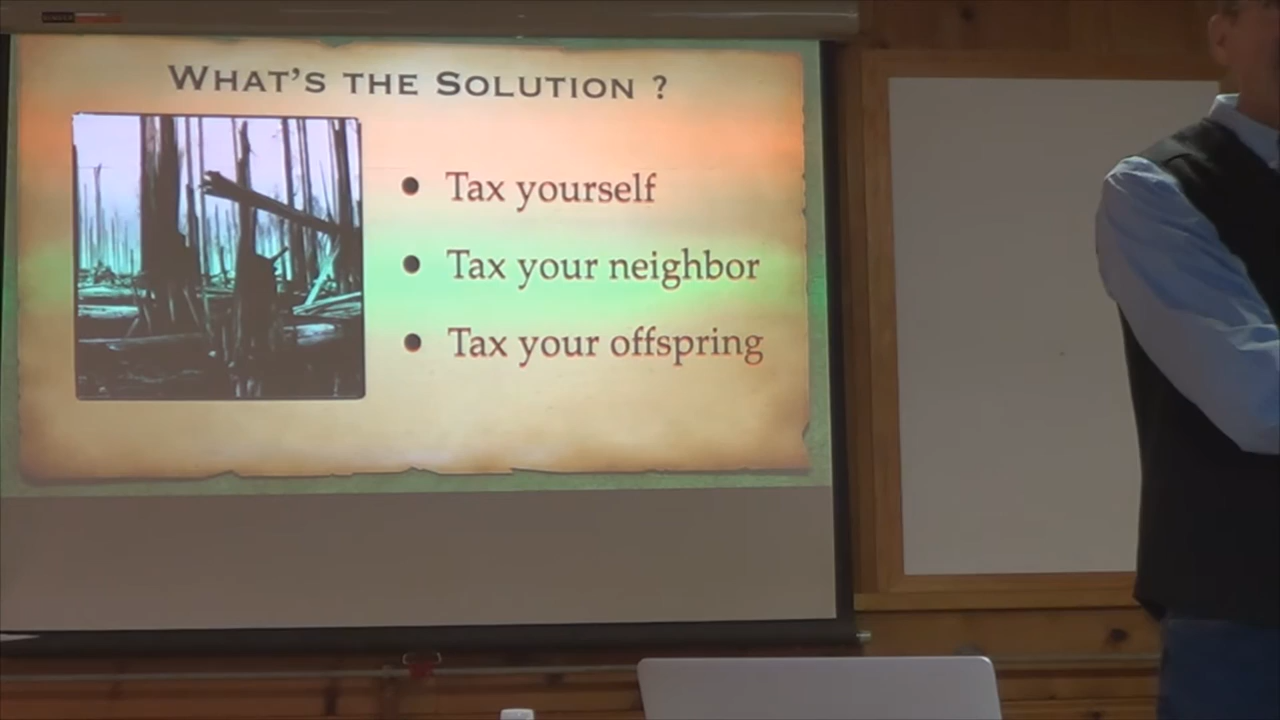 WHAT'S THE SOLUTION ?
• Tax yourself
• Tax your neighbor
• Tax your offspring